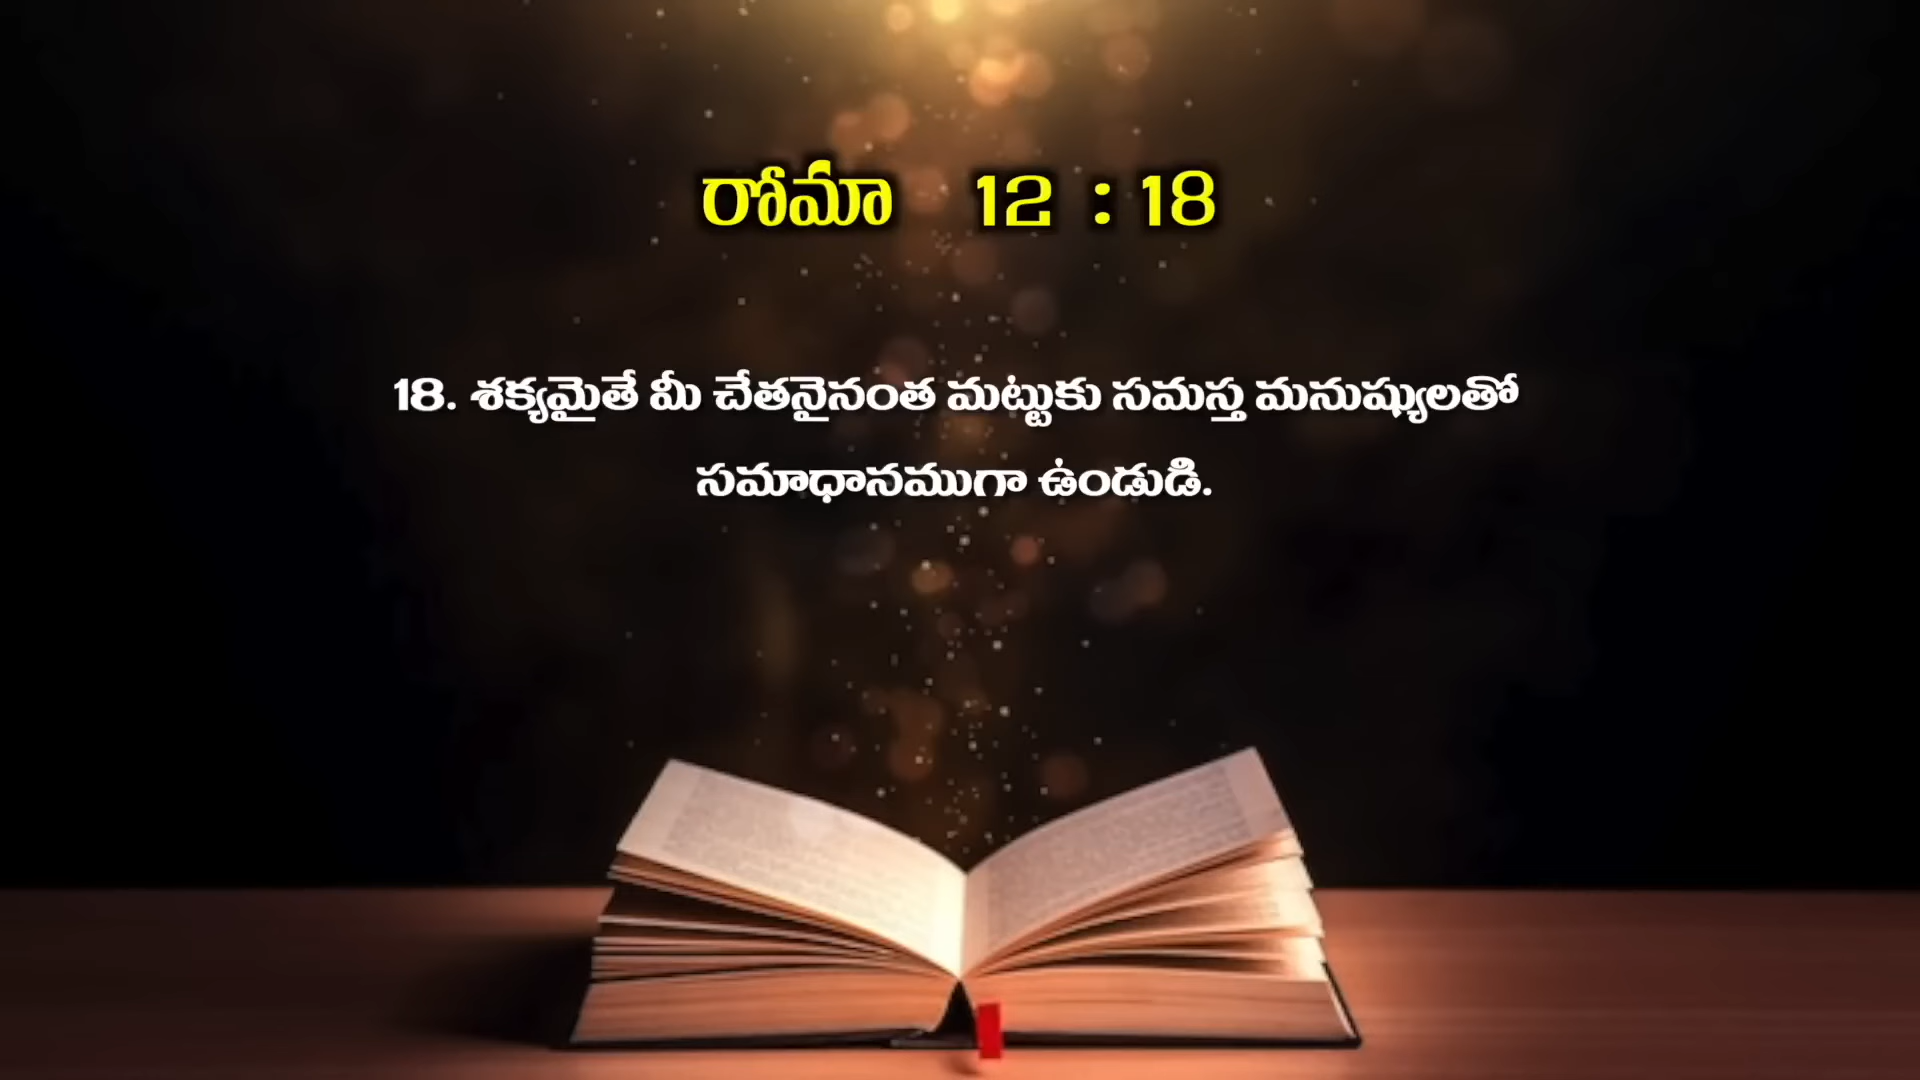 రోమా 12 : 18
18. శక్యమైతే మీ చేతనైనంత మట్టుకు సమస్త మనుష్యులతో
సమాధానముగా ఉండుడి.